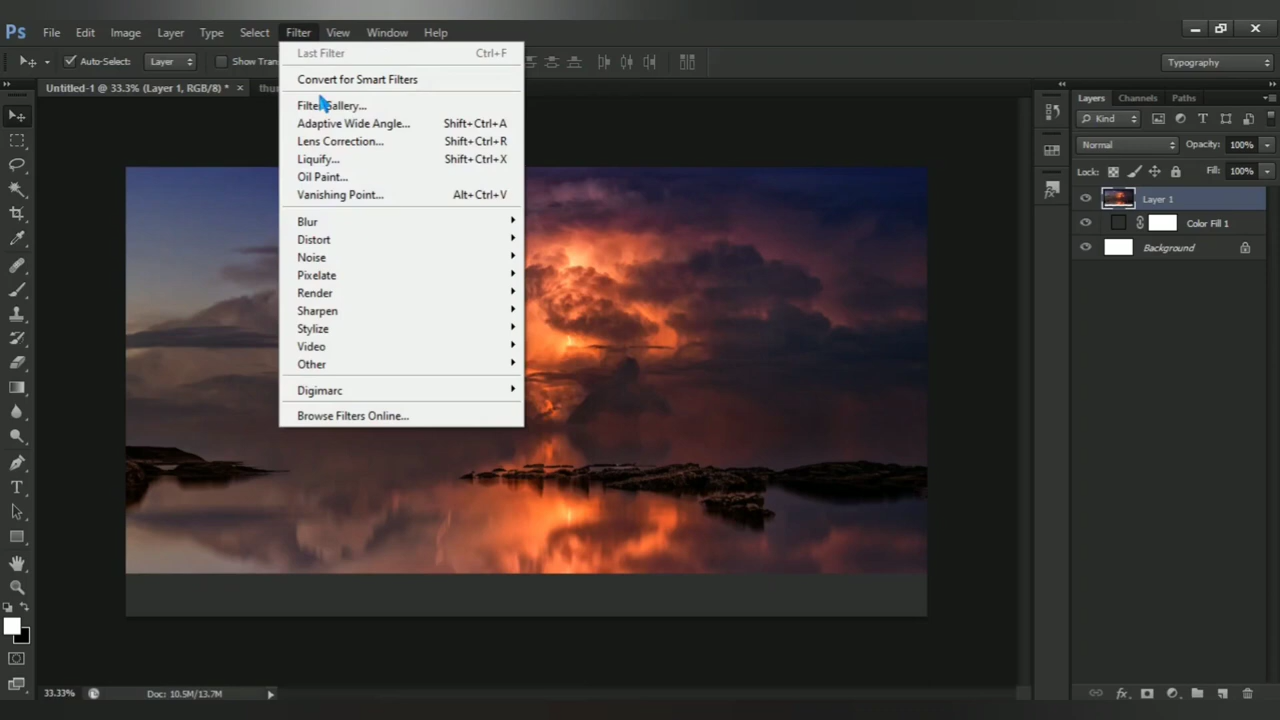 Ps File Edit Image Layer Type Select Filter View Window Help
Auto-Select: Layer Show Typography
Untitled-1 @ 33.3% (Layer 1, RGB/8) * ×
Last Filter Ctrl+F
Convert for Smart Filters
Filter Gallery...
Adaptive Wide Angle... Shift+Ctrl+A
Lens Correction... Shift+Ctrl+R
Liquify... Shift+Ctrl+X
Oil Paint...
Vanishing Point... Alt+Ctrl+V
Blur
Distort
Noise
Pixelate
Render
Sharpen
Stylize
Video
Other
Digimarc
Browse Filters Online...
Layers Channels Paths
Kind
Normal Opacity: 100%
Lock: Fill: 100%
Layer 1
Color Fill 1
Background
33.33% Doc: 10.5M/13.7M